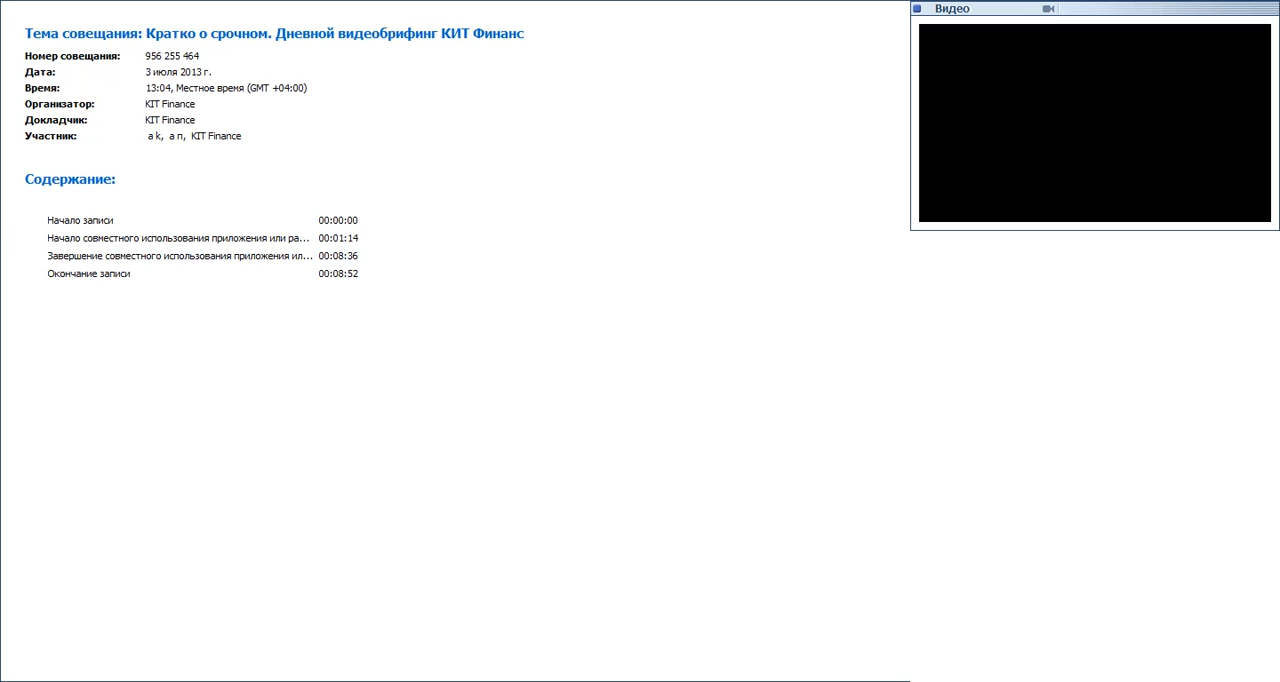 Тема совещания: Кратко о срочном. Дневной видеобрифинг КИТ Финанс
Номер совещания: 956 255 464
Дата: 3 июля 2013 г.
Время: 13:04, Местное время (GMT +04:00)
Организатор: KIT Finance
Докладчик: KIT Finance
Участник: a k, а п, KIT Finance
Содержание:
Начало записи 00:00:00
Начало совместного использования приложения или ра... 00:01:14
Завершение совместного использования приложения ил... 00:08:36
Окончание записи 00:08:52
Видео